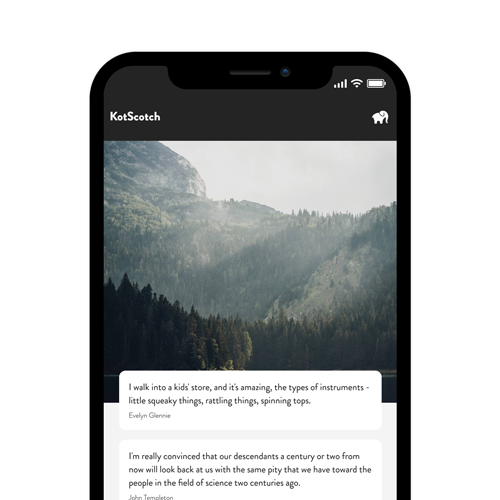 KotScotch
I walk into a kids' store, and it's amazing, the types of instruments -
little squeaky things, rattling things, spinning tops.
Evelyn Glennie
I'm really convinced that our descendants a century or two from
now will look back at us with the same pity that we have toward the
people in the field of science two centuries ago.
John Templeton